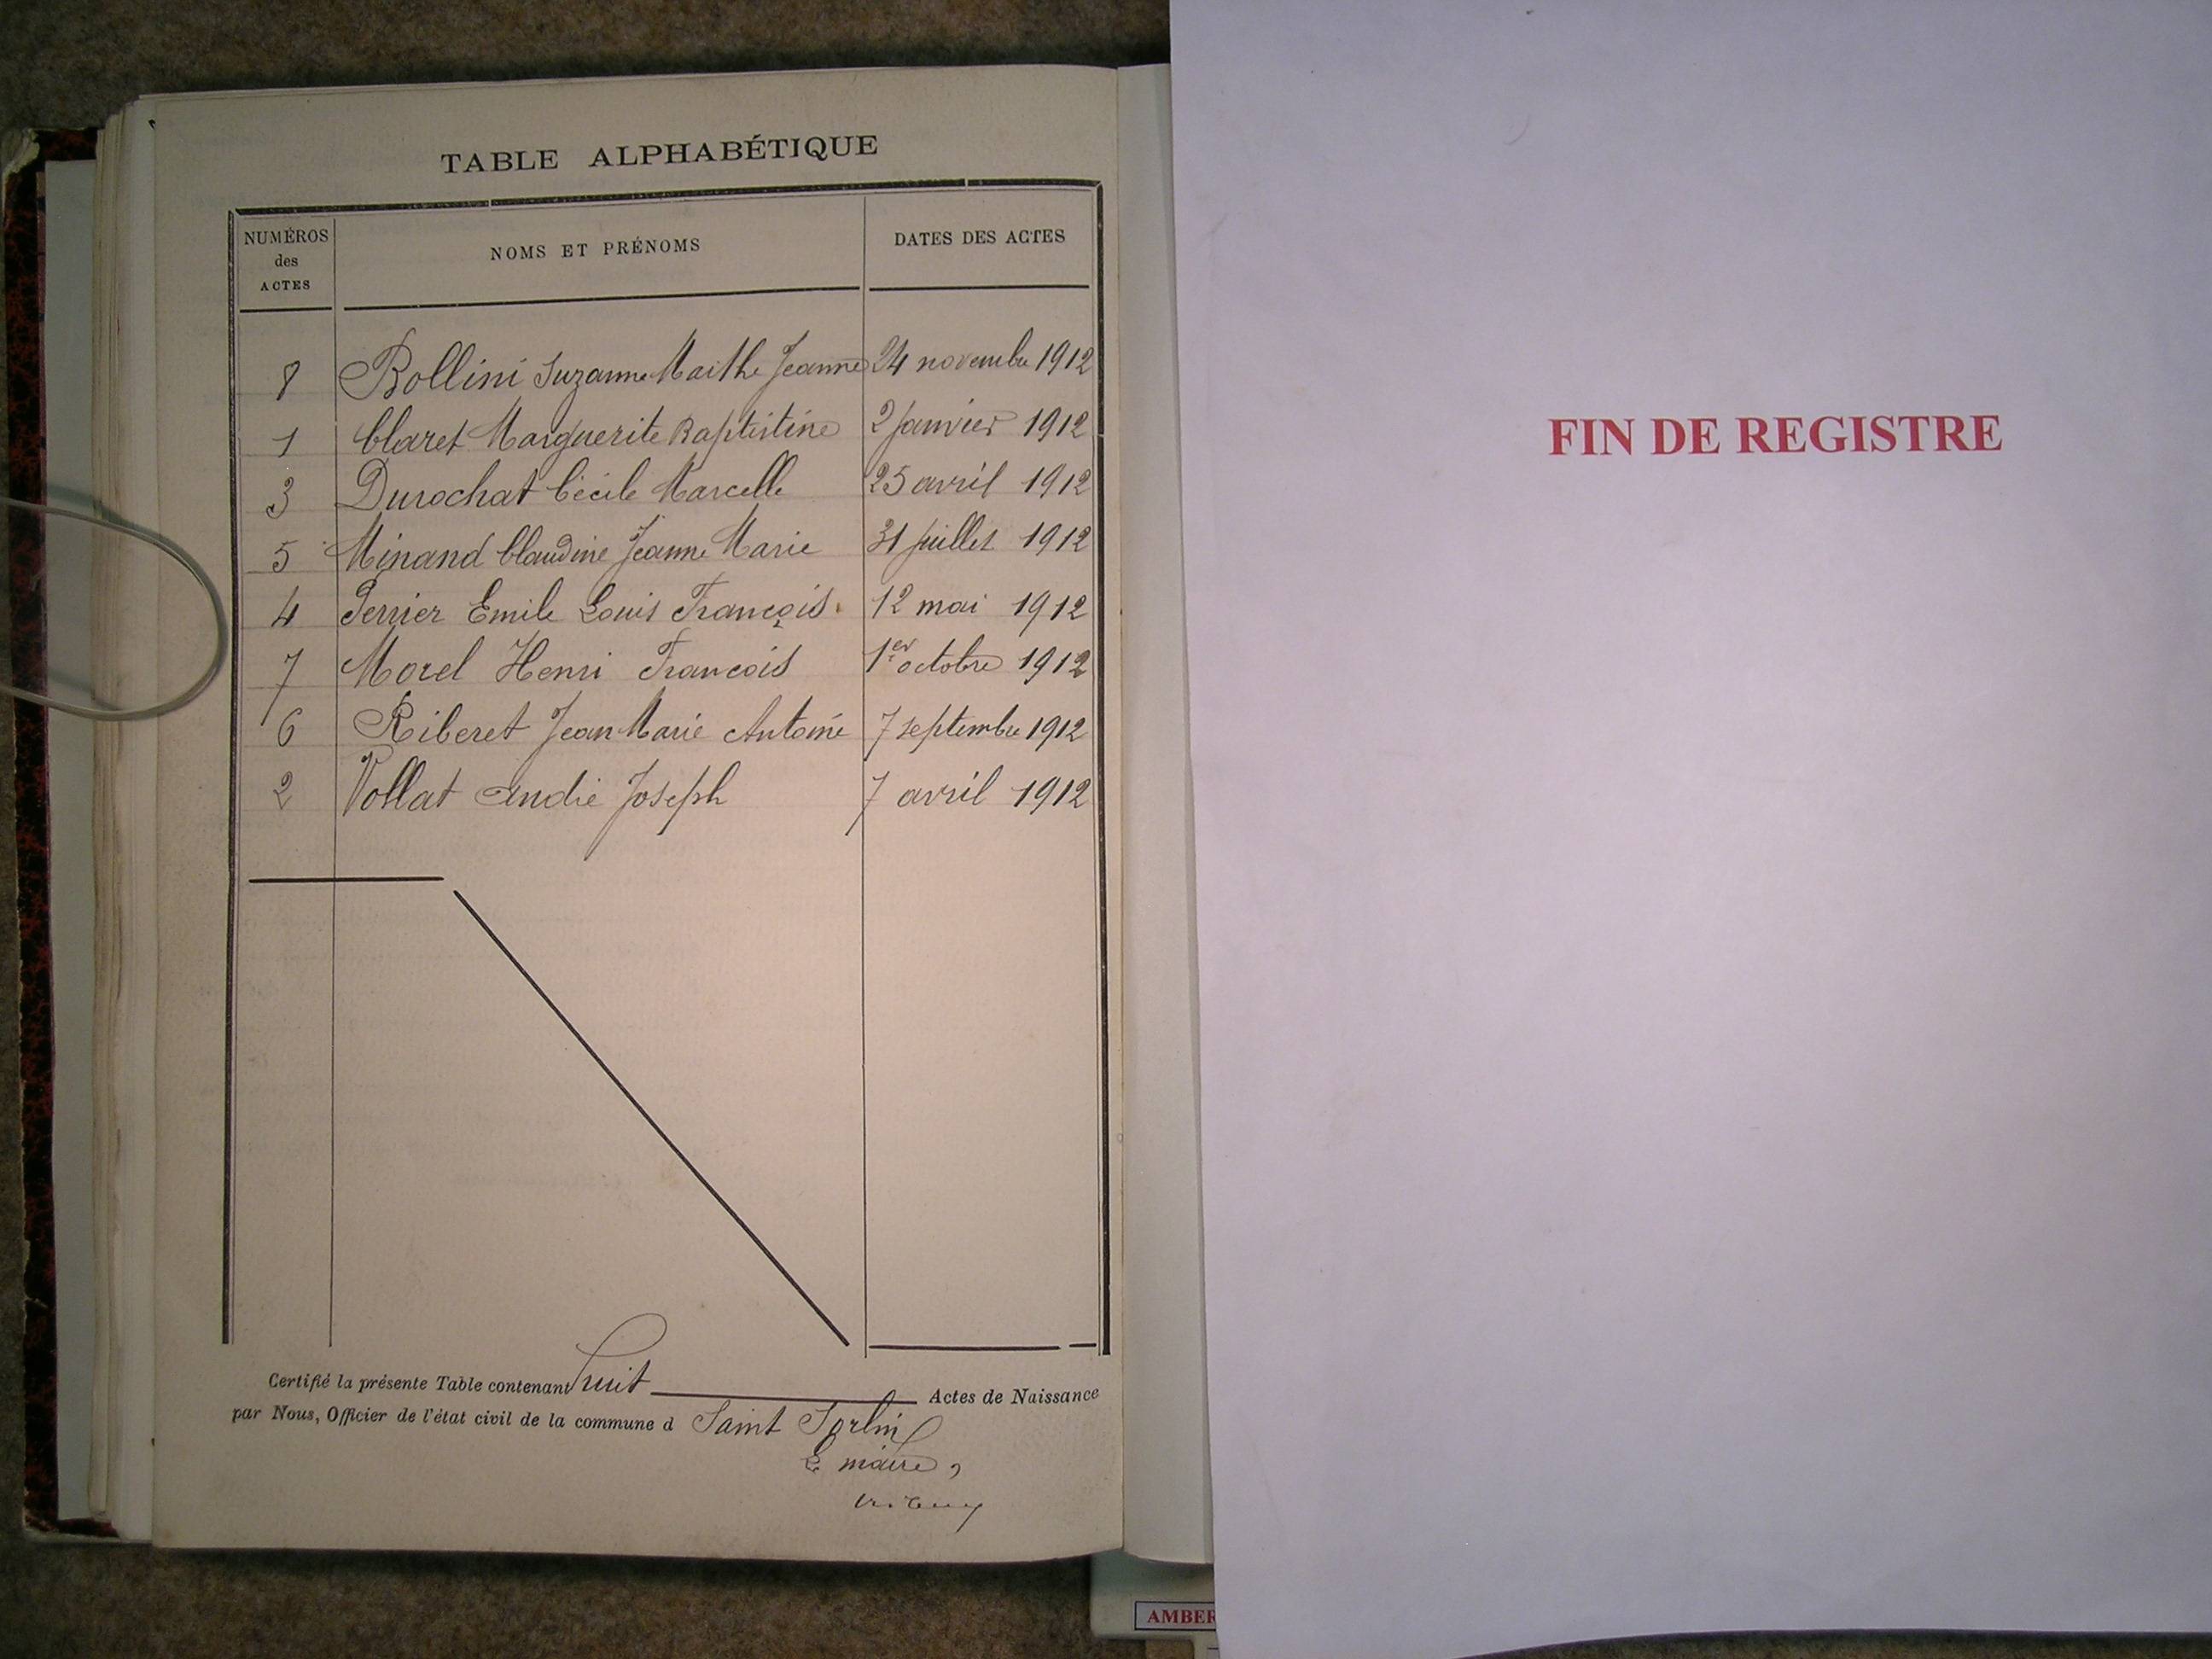 TABLE ALPHABÉTIQUE
NUMÉROS des ACTES NOMS ET PRÉNOMS DATES DES ACTES
8 Bollini Suzanne Marthe Jeanne 24 novembre 1912
1 Claret Marguerite Baptistine 2 janvier 1912
3 Durochat Cécile Marcelle 25 avril 1912
5 Minand Claudine Jeanne Marie 31 juillet 1912
4 Perrier Emile Louis François 12 mai 1912
7 Morel Henri Francois 1er octobre 1912
6 Riberet Jean Marie Antoine 7 septembre 1912
2 Vollat André Joseph 7 avril 1912
Certifié la présente Table contenant huit Actes de Naissance
par Nous, Officier de l'état civil de la commune d Saint Sorlin
Le maire,
FIN DE REGISTRE